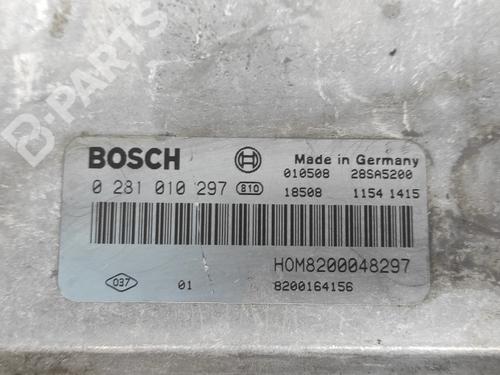 B-PARTS
BOSCH Made in Germany
010508 28SA5200
0 281 010 297 810 18508 1154 1415
HOM8200048297
037 01 8200164156